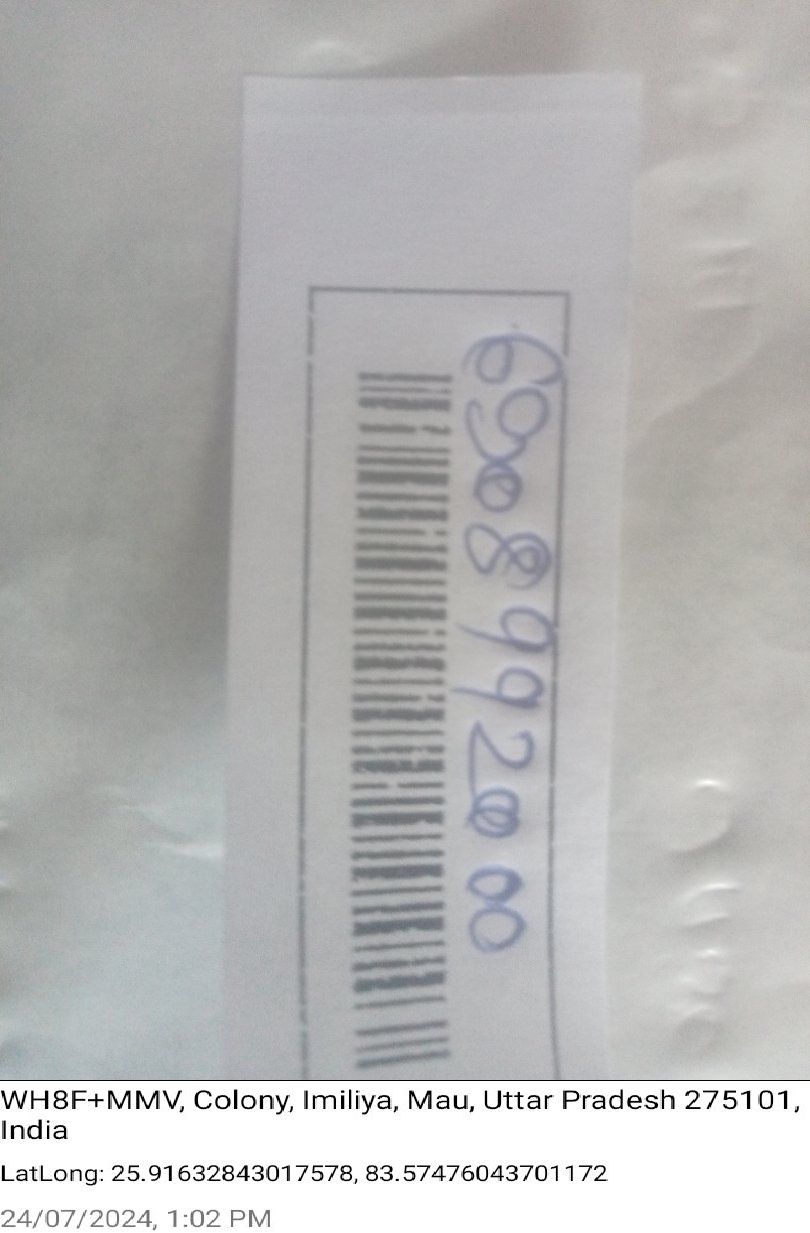 6908992000
WH8F+MMV, Colony, Imiliya, Mau, Uttar Pradesh 275101,
India
LatLong: 25.91632843017578, 83.57476043701172
24/07/2024, 1:02 PM